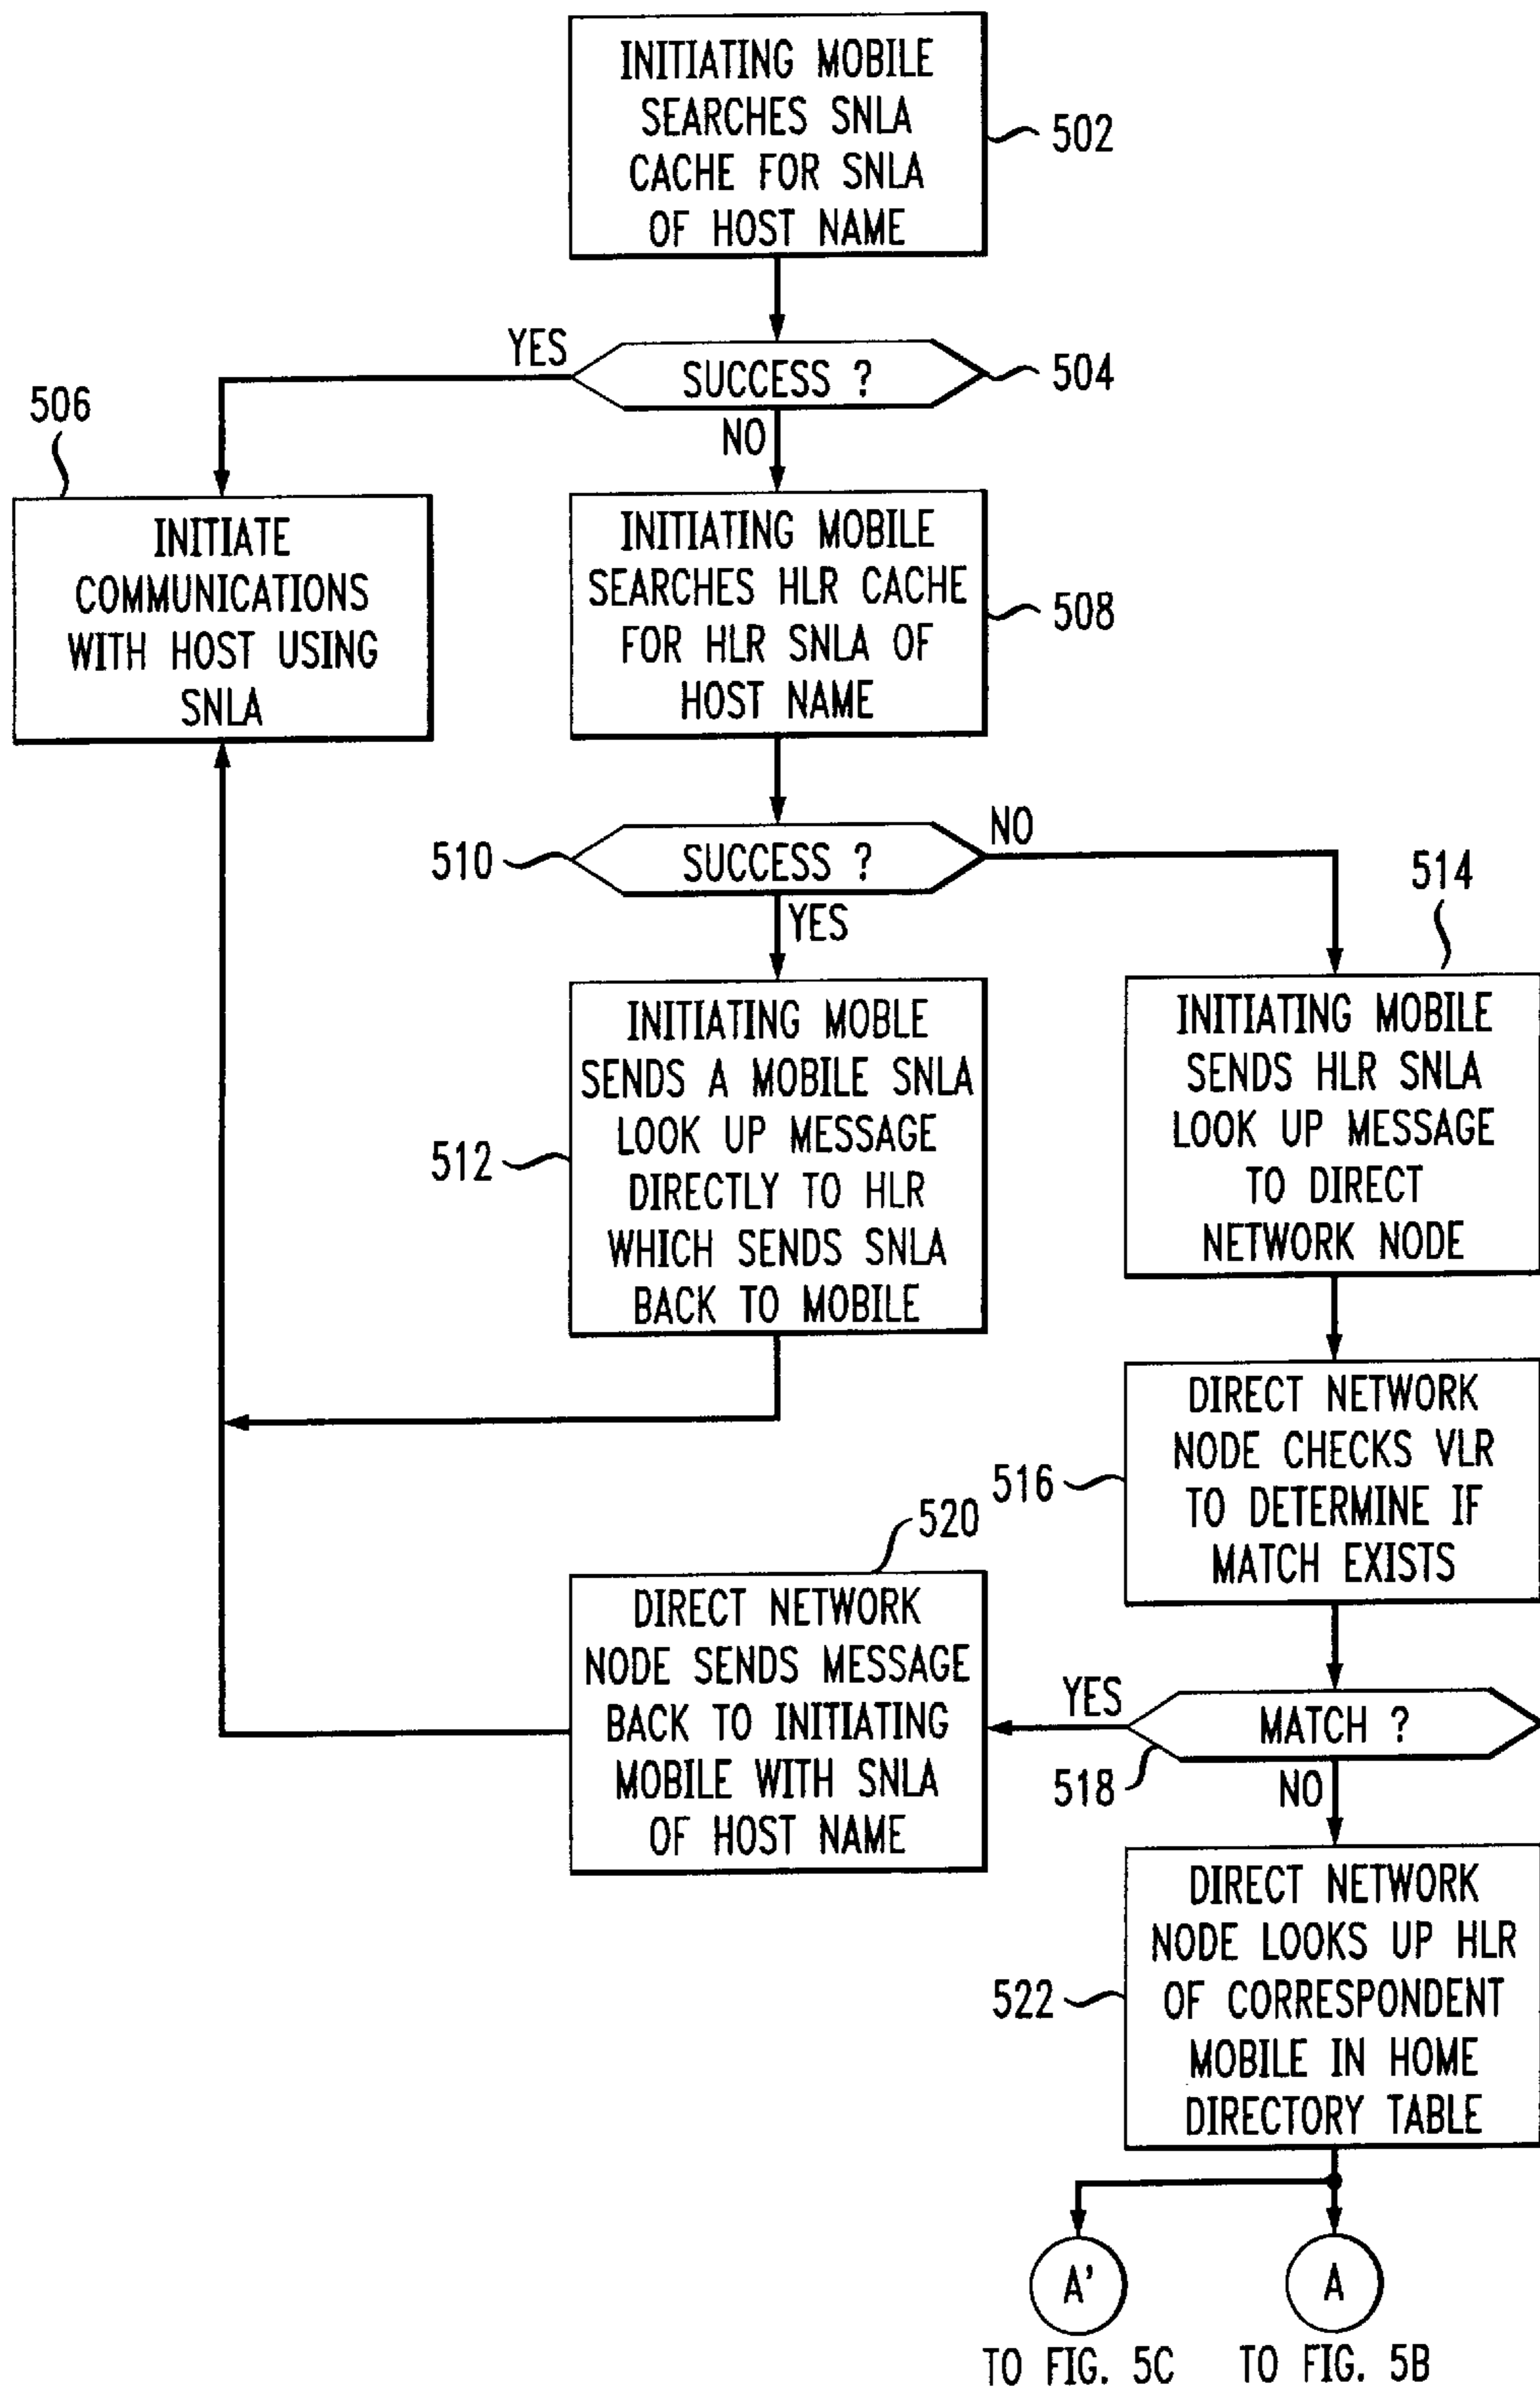 INITIATING MOBILE
SEARCHES SNLA
CACHE FOR SNLA
OF HOST NAME
502
YES
SUCCESS ?
504
NO
506
INITIATE
COMMUNICATIONS
WITH HOST USING
SNLA
INITIATING MOBILE
SEARCHES HLR CACHE
FOR HLR SNLA OF
HOST NAME
508
510
SUCCESS ?
NO
YES
514
512
INITIATING MOBLE
SENDS A MOBILE SNLA
LOOK UP MESSAGE
DIRECTLY TO HLR
WHICH SENDS SNLA
BACK TO MOBILE
INITIATING MOBILE
SENDS HLR SNLA
LOOK UP MESSAGE
TO DIRECT
NETWORK NODE
516
DIRECT NETWORK
NODE CHECKS VLR
TO DETERMINE IF
MATCH EXISTS
520
DIRECT NETWORK
NODE SENDS MESSAGE
BACK TO INITIATING
MOBILE WITH SNLA
OF HOST NAME
YES
MATCH ?
518
NO
522
DIRECT NETWORK
NODE LOOKS UP HLR
OF CORRESPONDENT
MOBILE IN HOME
DIRECTORY TABLE
A'
A
TO FIG. 5C
TO FIG. 5B